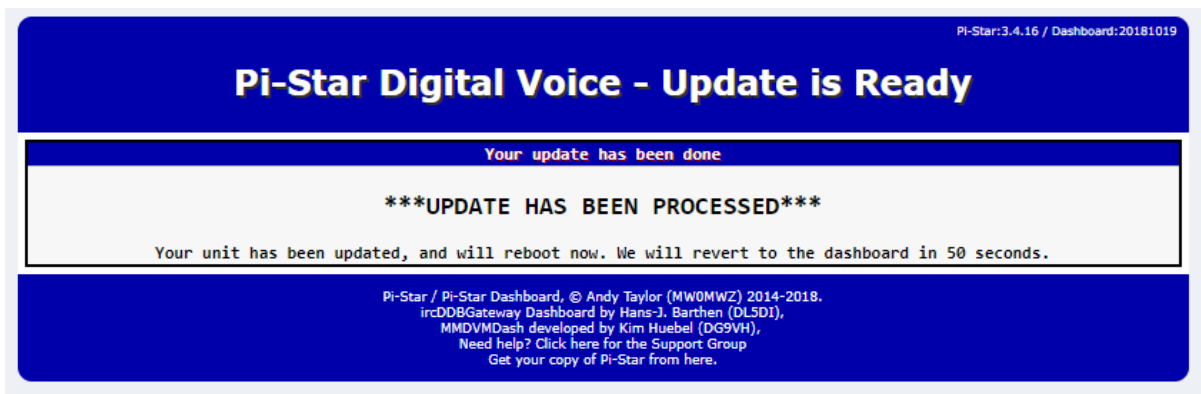 Pi-Star:3.4.16 / Dashboard:20181019
Pi-Star Digital Voice - Update is Ready
Your update has been done
***UPDATE HAS BEEN PROCESSED***
Your unit has been updated, and will reboot now. We will revert to the dashboard in 50 seconds.
Pi-Star / Pi-Star Dashboard, © Andy Taylor (MW0MWZ) 2014-2018.
ircDDBGateway Dashboard by Hans-J. Barthen (DL5DI),
MMDVMDash developed by Kim Huebel (DG9VH),
Need help? Click here for the Support Group
Get your copy of Pi-Star from here.